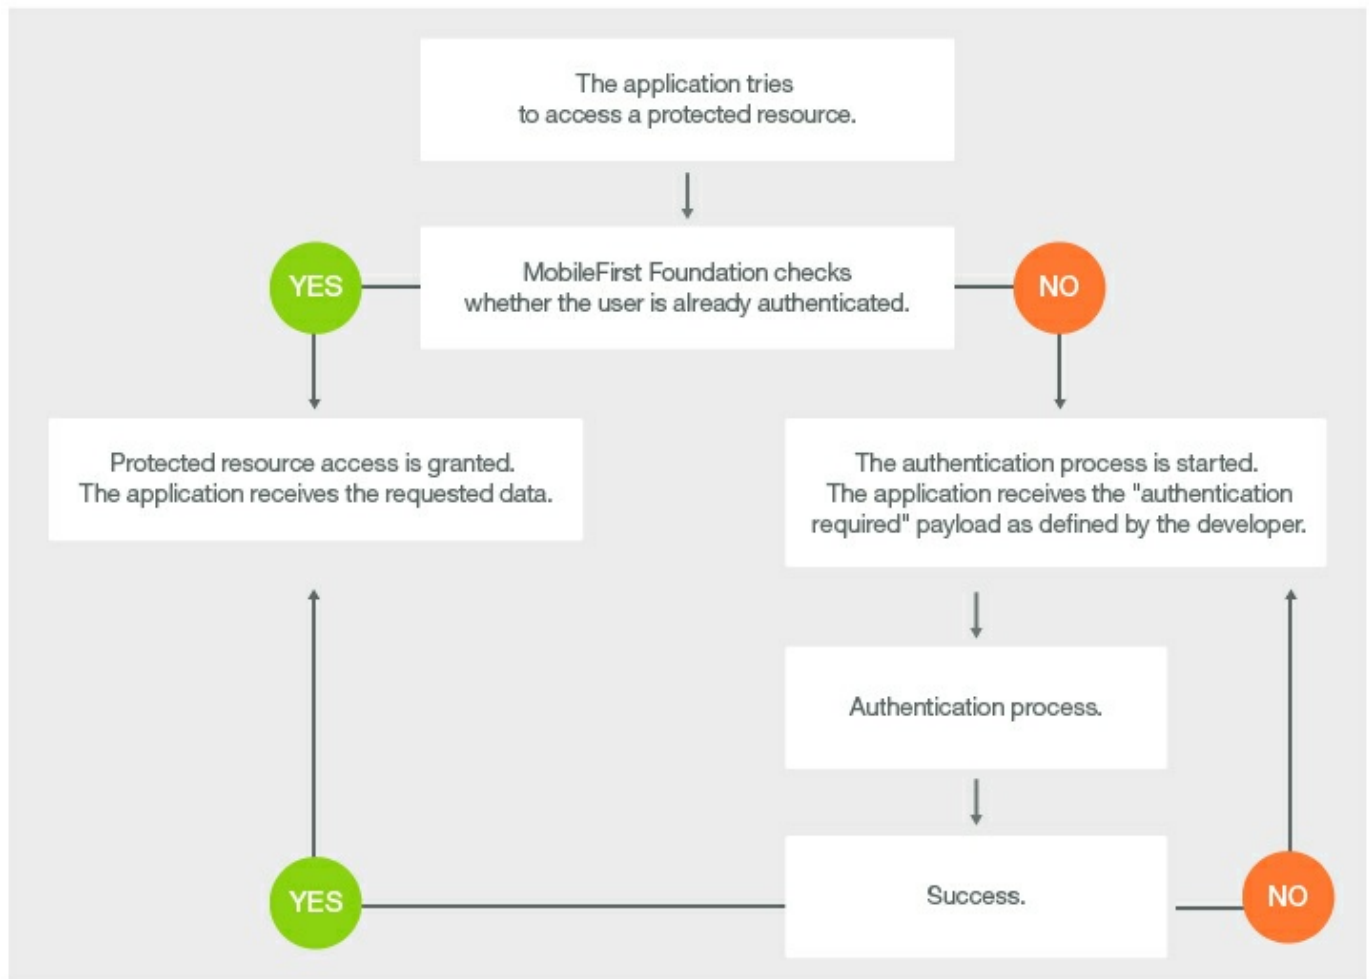 The application tries
to access a protected resource.
MobileFirst Foundation checks
whether the user is already authenticated.
YES
NO
Protected resource access is granted.
The application receives the requested data.
The authentication process is started.
The application receives the "authentication
required" payload as defined by the developer.
Authentication process.
Success.
YES
NO